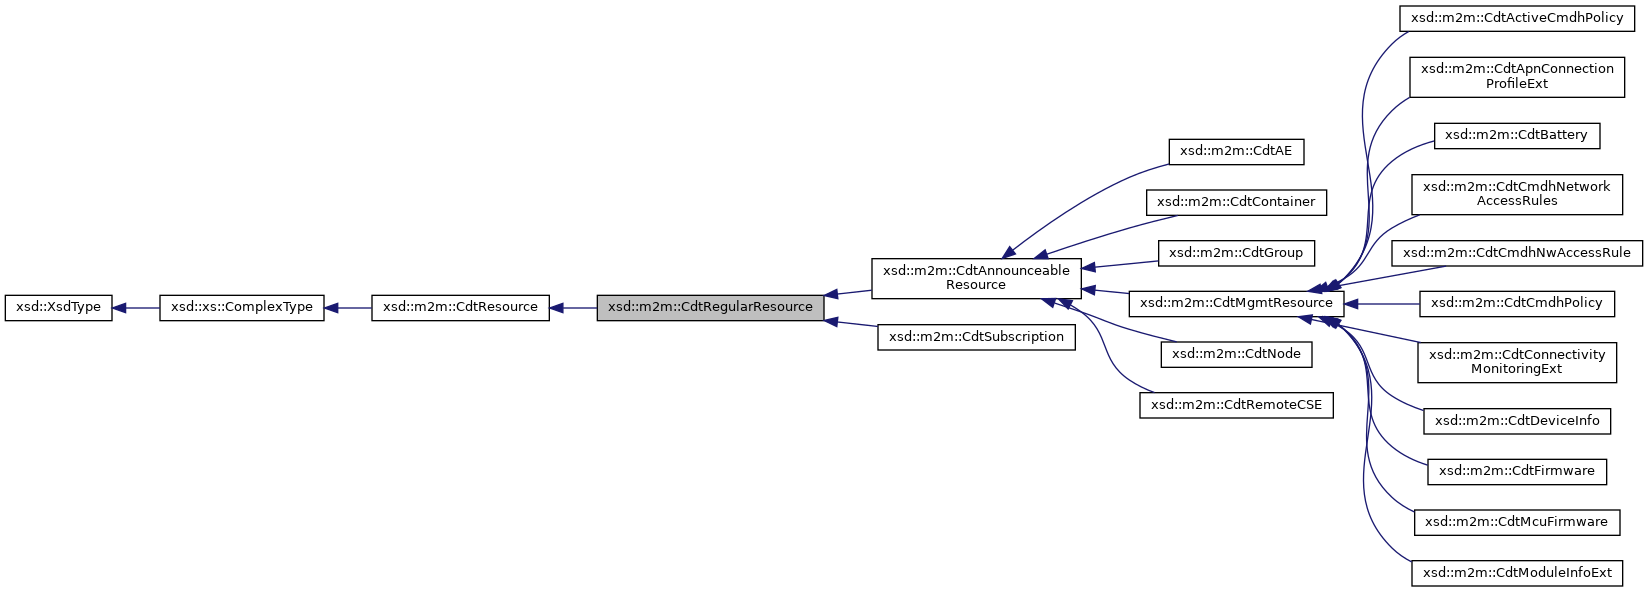 xsd::XsdType
xsd::xs::ComplexType
xsd::m2m::CdtResource
xsd::m2m::CdtRegularResource
xsd::m2m::CdtAnnounceable
Resource
xsd::m2m::CdtSubscription
xsd::m2m::CdtAE
xsd::m2m::CdtContainer
xsd::m2m::CdtGroup
xsd::m2m::CdtMgmtResource
xsd::m2m::CdtNode
xsd::m2m::CdtRemoteCSE
xsd::m2m::CdtActiveCmdhPolicy
xsd::m2m::CdtApnConnection
ProfileExt
xsd::m2m::CdtBattery
xsd::m2m::CdtCmdhNetwork
AccessRules
xsd::m2m::CdtCmdhNwAccessRule
xsd::m2m::CdtCmdhPolicy
xsd::m2m::CdtConnectivity
MonitoringExt
xsd::m2m::CdtDeviceInfo
xsd::m2m::CdtFirmware
xsd::m2m::CdtMcuFirmware
xsd::m2m::CdtModuleInfoExt